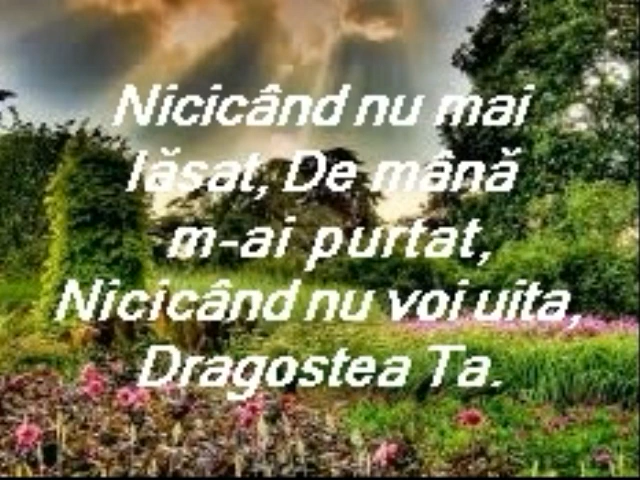 Nicicând nu mai
lăsat, De mână
m-ai purtat,
Nicicând nu voi uita,
Dragostea Ta.